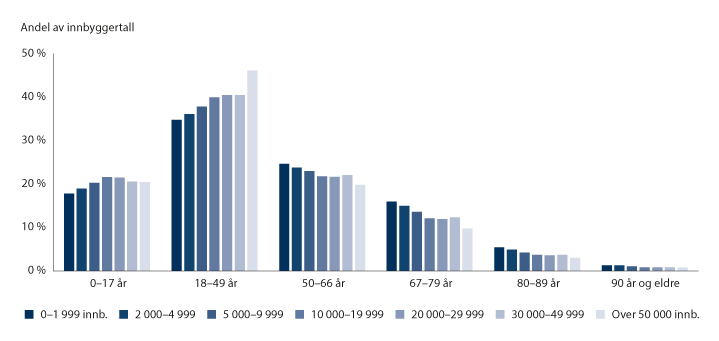 Andel av innbyggertall
50 %
40 %
30 %
20 %
10 %
0 %
0–17 år 18–49 år 50–66 år 67–79 år 80–89 år 90 år og eldre
0–1 999 innb. 2 000–4 999 5 000–9 999 10 000–19 999 20 000–29 999 30 000–49 999 Over 50 000 innb.